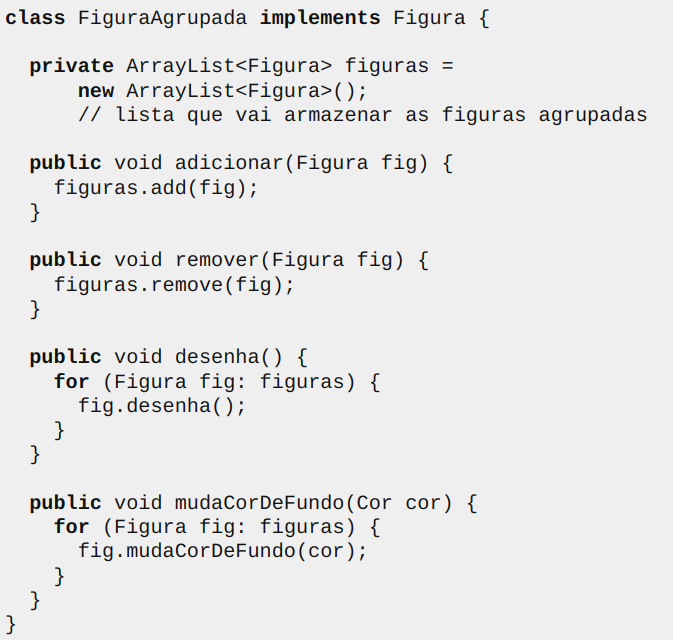 class FiguraAgrupada implements Figura {
private ArrayList<Figura> figuras =
new ArrayList<Figura>();
// lista que vai armazenar as figuras agrupadas
public void adicionar(Figura fig) {
figuras.add(fig);
}
public void remover(Figura fig) {
figuras.remove(fig);
}
public void desenha() {
for (Figura fig: figuras) {
fig.desenha();
}
}
public void mudaCorDeFundo(Cor cor) {
for (Figura fig: figuras) {
fig.mudaCorDeFundo(cor);
}
}
}